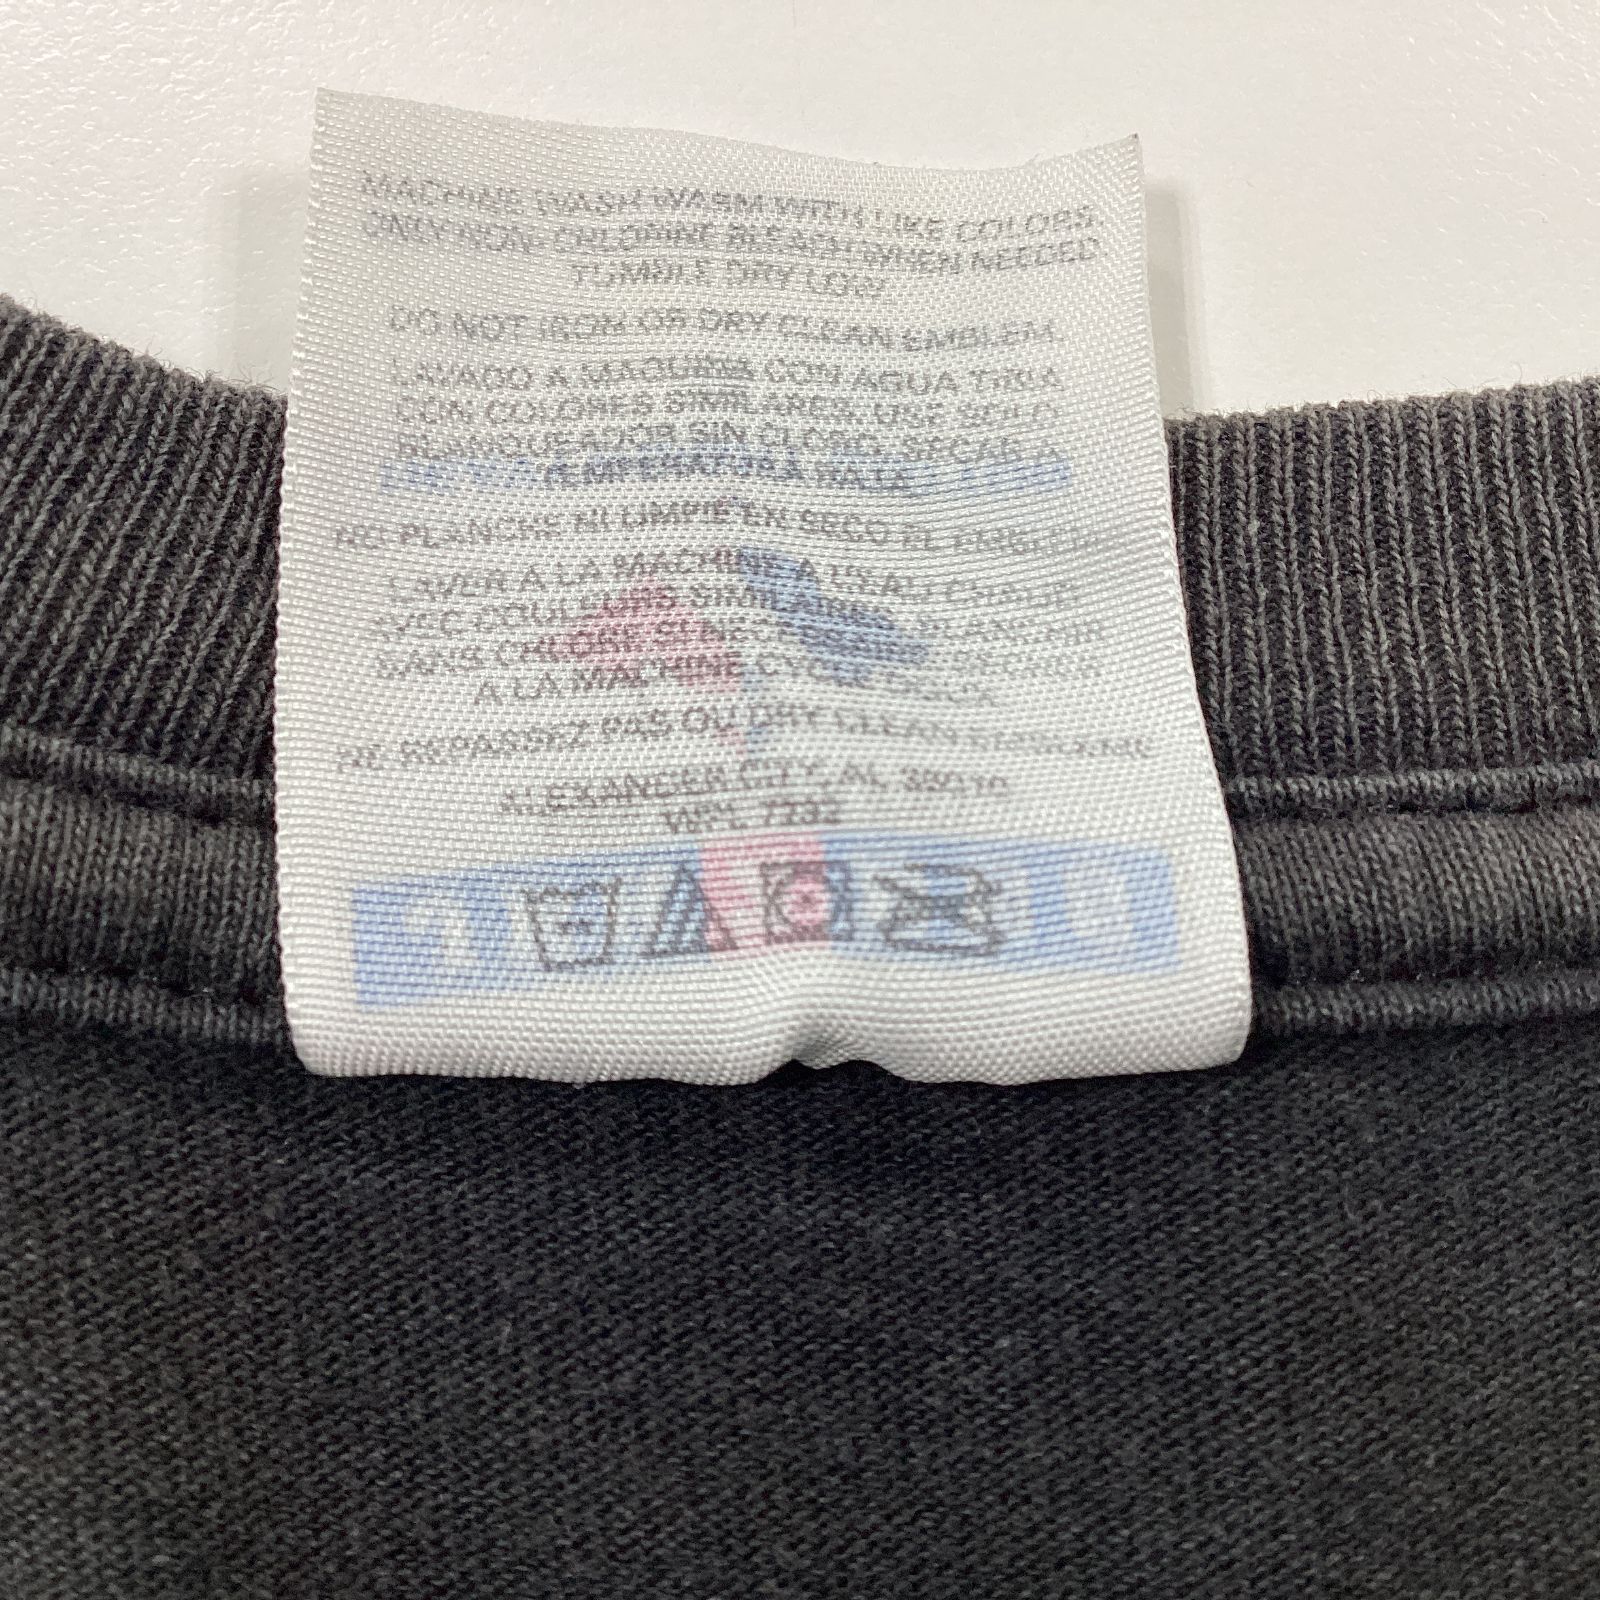 MACHINE WASH WARM WITH LIKE COLORS.
ONLY NON-CHLORINE BLEACH WHEN NEEDED
TUMBLE DRY LOW
DO NOT IRON OR DRY CLEAN EMBLEM.
LAVADO A MAQUINA CON AGUA TIBIA
CON COLORES SIMILARES. USE SOLO
BLANQUEADOR SIN CLORO. SECAR A
TEMPERATURA BAJA
NO PLANCHE NI LIMPIE EN SECO EL EMBLEMA
LAVER A LA MACHINE A L'EAU CHAUDE
AVEC COULEURS SIMILAIRES. BLANCHIR
SANS CHLORE SI NECESSAIRE. SECHER
A LA MACHINE CYCLE DOUX
NE REPASSEZ PAS OU DRY CLEAN EMBLEME
ALEXANDER CITY, AL 35010
WPL 7232